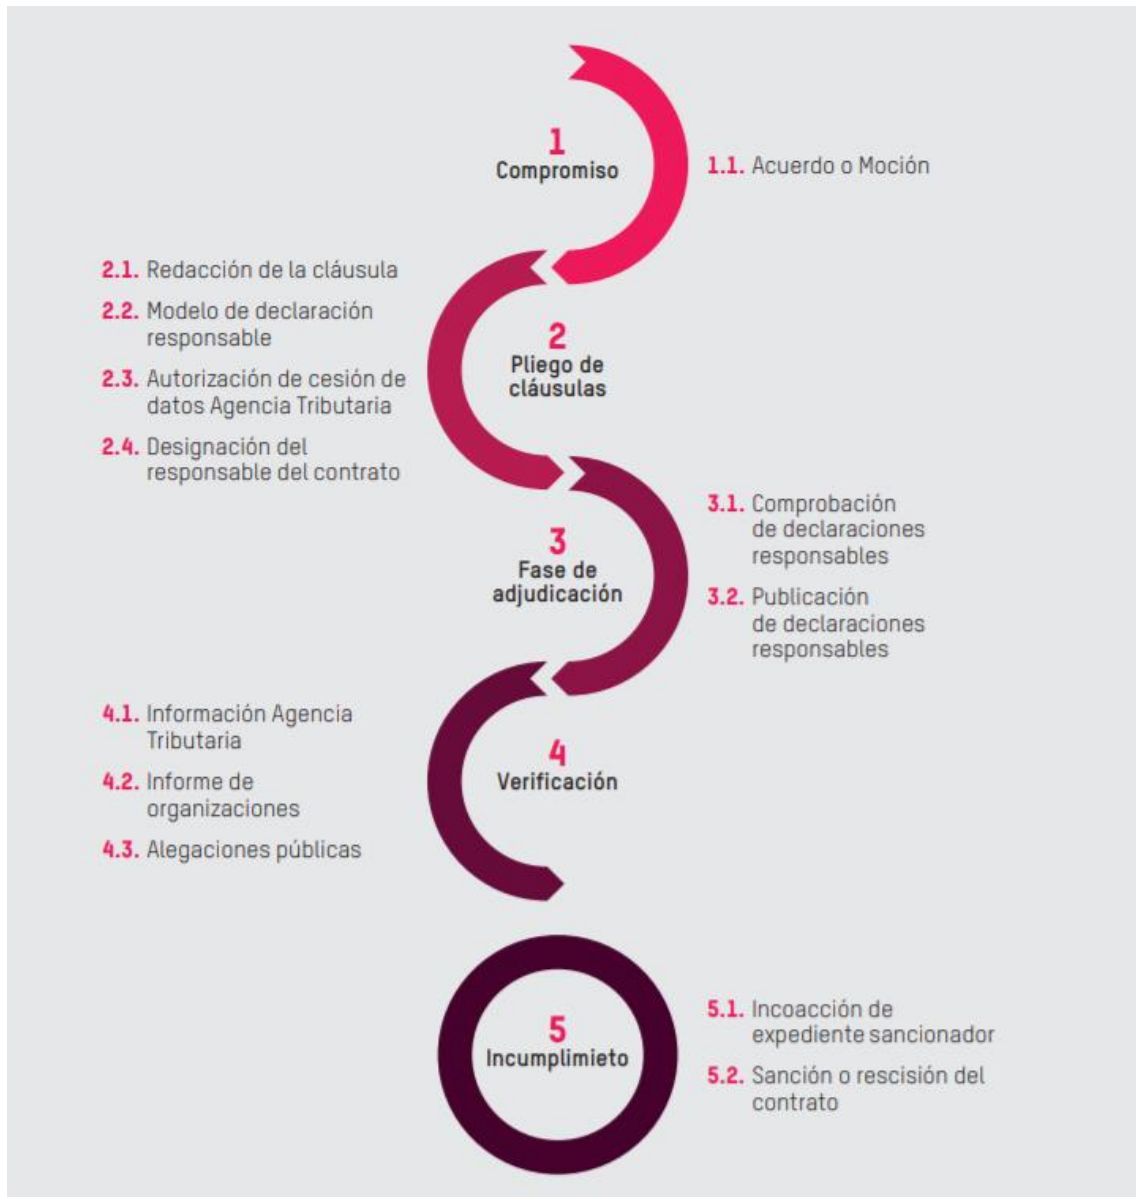 1
Compromiso
1.1. Acuerdo o Moción
2.1. Redacción de la cláusula
2.2. Modelo de declaración
responsable
2.3. Autorización de cesión de
datos Agencia Tributaria
2.4. Designación del
responsable del contrato
2
Pliego de
cláusulas
3
Fase de
adjudicación
3.1. Comprobación
de declaraciones
responsables
3.2. Publicación
de declaraciones
responsables
4.1. Información Agencia
Tributaria
4.2. Informe de
organizaciones
4.3. Alegaciones públicas
4
Verificación
5
Incumplimieto
5.1. Incoacción de
expediente sancionador
5.2. Sanción o rescisión del
contrato